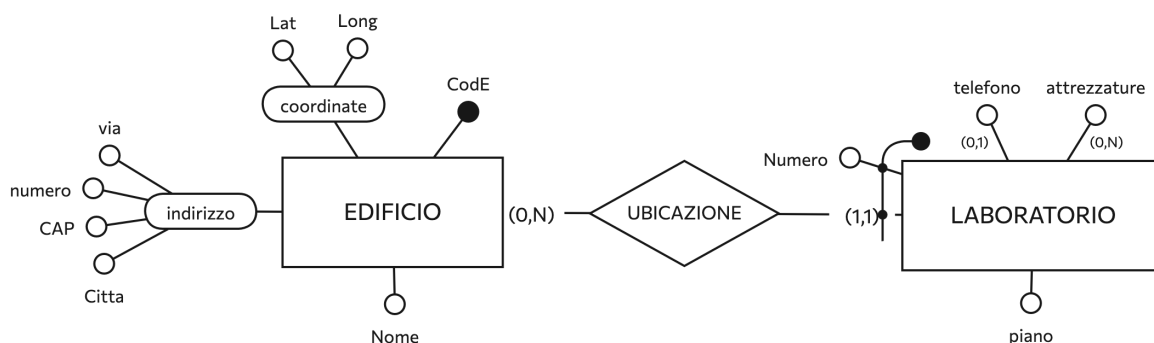 Lat Long
coordinate
CodE
via
numero
CAP
Citta
indirizzo
EDIFICIO
Nome
(0,N)
UBICAZIONE
(1,1)
Numero
telefono attrezzature
(0,1) (0,N)
LABORATORIO
piano